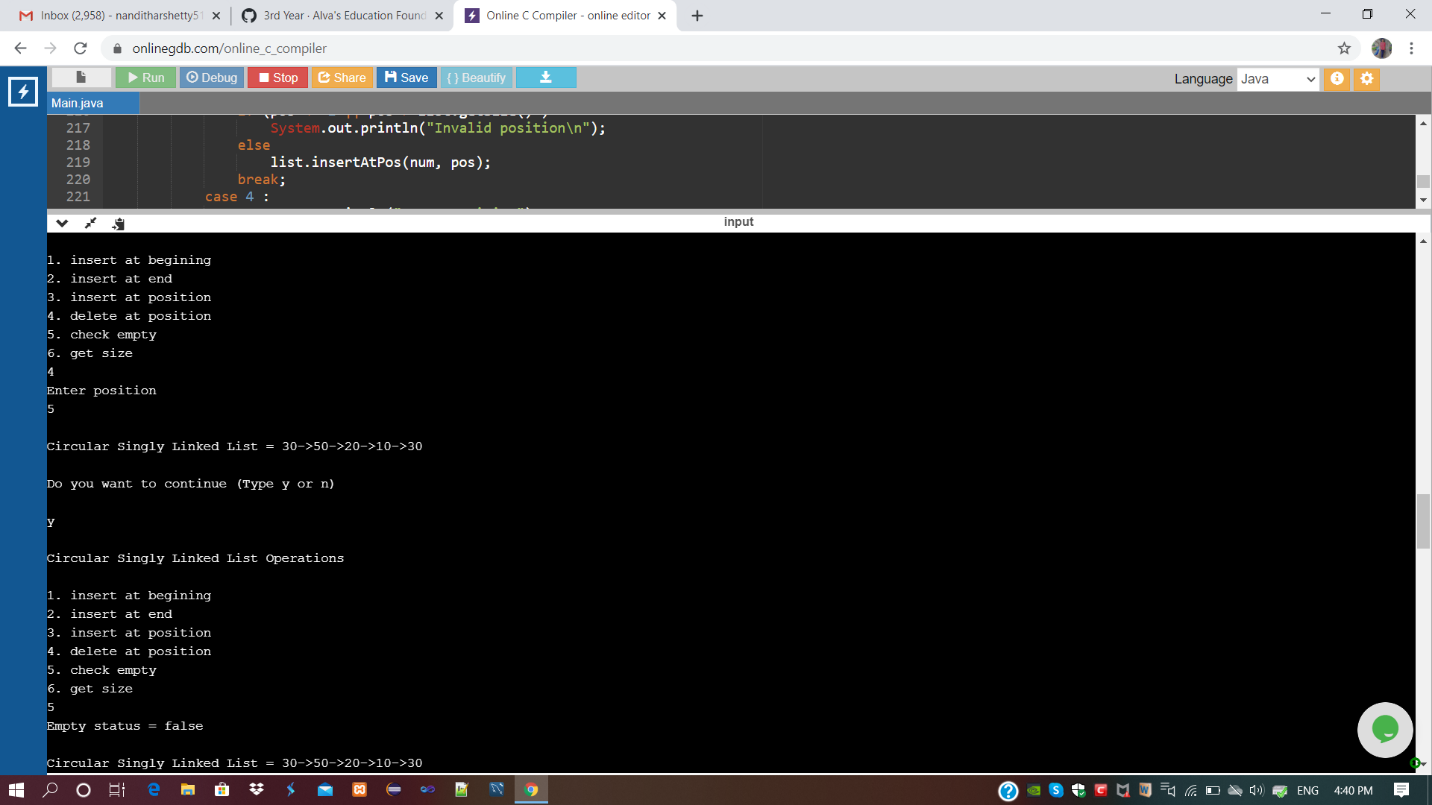 Inbox (2,958) - nanditharshetty51
3rd Year · Alva's Education Found
Online C Compiler - online editor
onlinegdb.com/online_c_compiler
Run Debug Stop Share Save { } Beautify
Language Java
Main.java
217 System.out.println("Invalid position\n");
218 else
219 list.insertAtPos(num, pos);
220 break;
221 case 4 :
input
1. insert at begining
2. insert at end
3. insert at position
4. delete at position
5. check empty
6. get size
4
Enter position
5
Circular Singly Linked List = 30->50->20->10->30
Do you want to continue (Type y or n)
y
Circular Singly Linked List Operations
1. insert at begining
2. insert at end
3. insert at position
4. delete at position
5. check empty
6. get size
5
Empty status = false
Circular Singly Linked List = 30->50->20->10->30
ENG 4:40 PM